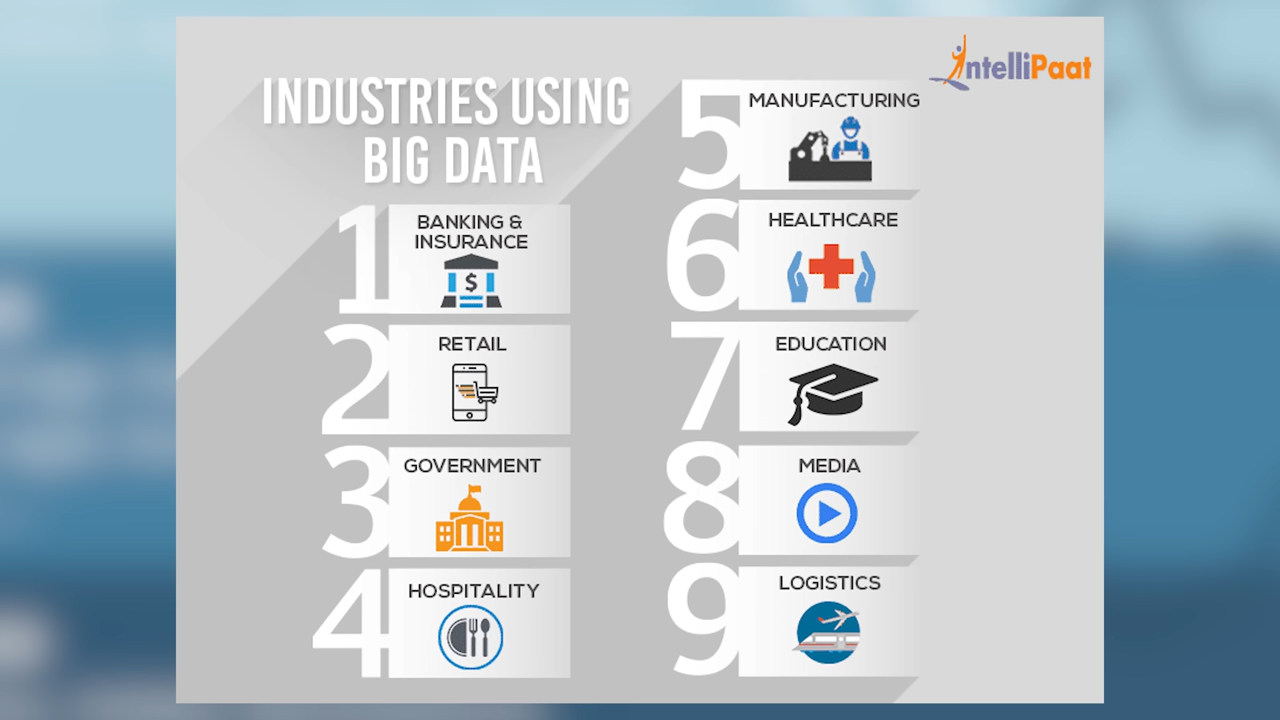 INDUSTRIES USING
BIG DATA
1
BANKING &
INSURANCE
$
2
RETAIL
3
GOVERNMENT
4
HOSPITALITY
5
MANUFACTURING
6
HEALTHCARE
7
EDUCATION
8
MEDIA
9
LOGISTICS
IntelliPaat